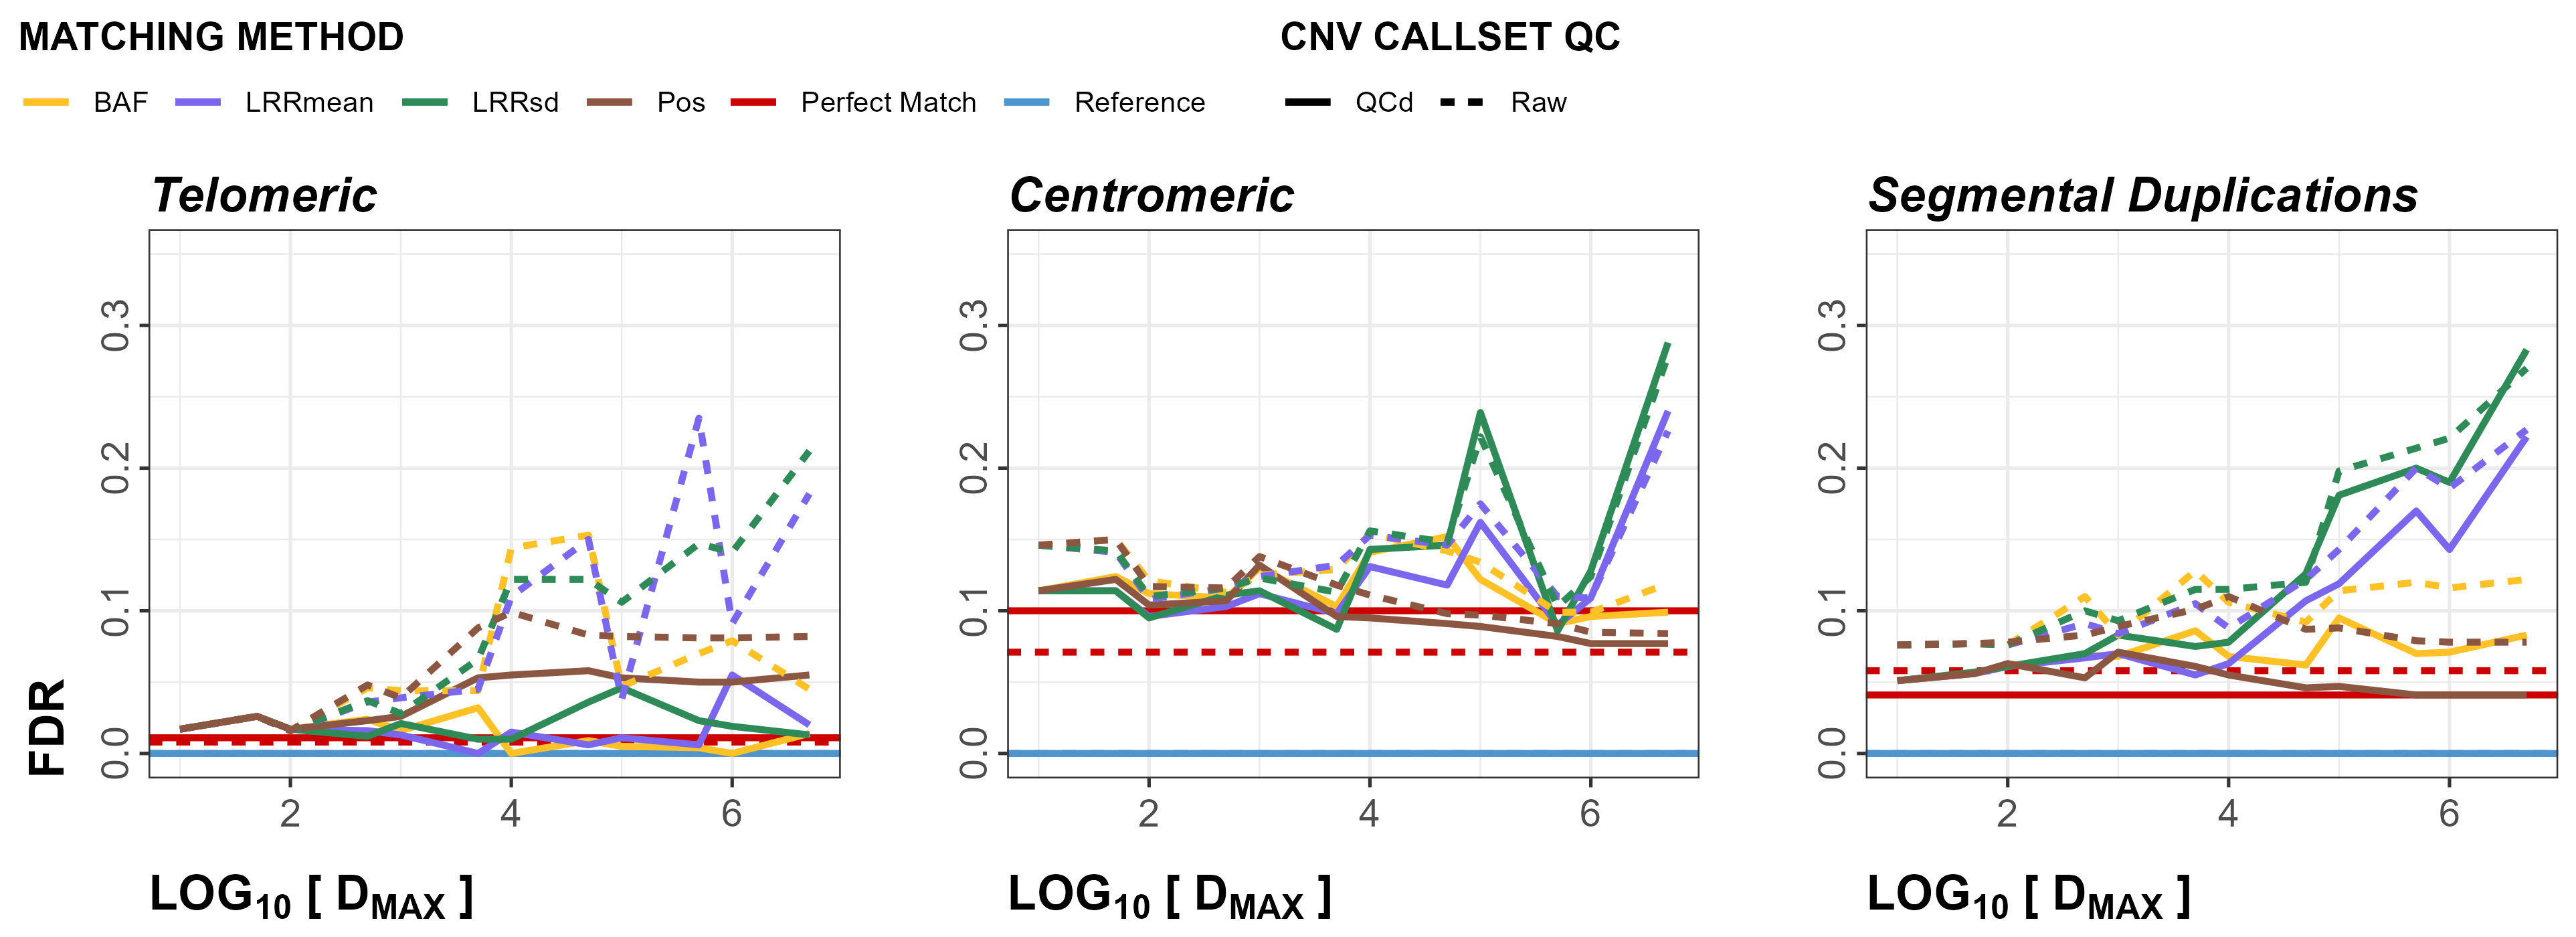 MATCHING METHOD CNV CALLSET QC
BAF LRRmean LRRsd Pos Perfect Match Reference QCd Raw
Telomeric Centromeric Segmental Duplications
FDR
0.3 0.3 0.3
0.2 0.2 0.2
0.1 0.1 0.1
0.0 0.0 0.0
2 4 6 2 4 6 2 4 6
LOG10 [ DMAX ] LOG10 [ DMAX ] LOG10 [ DMAX ]